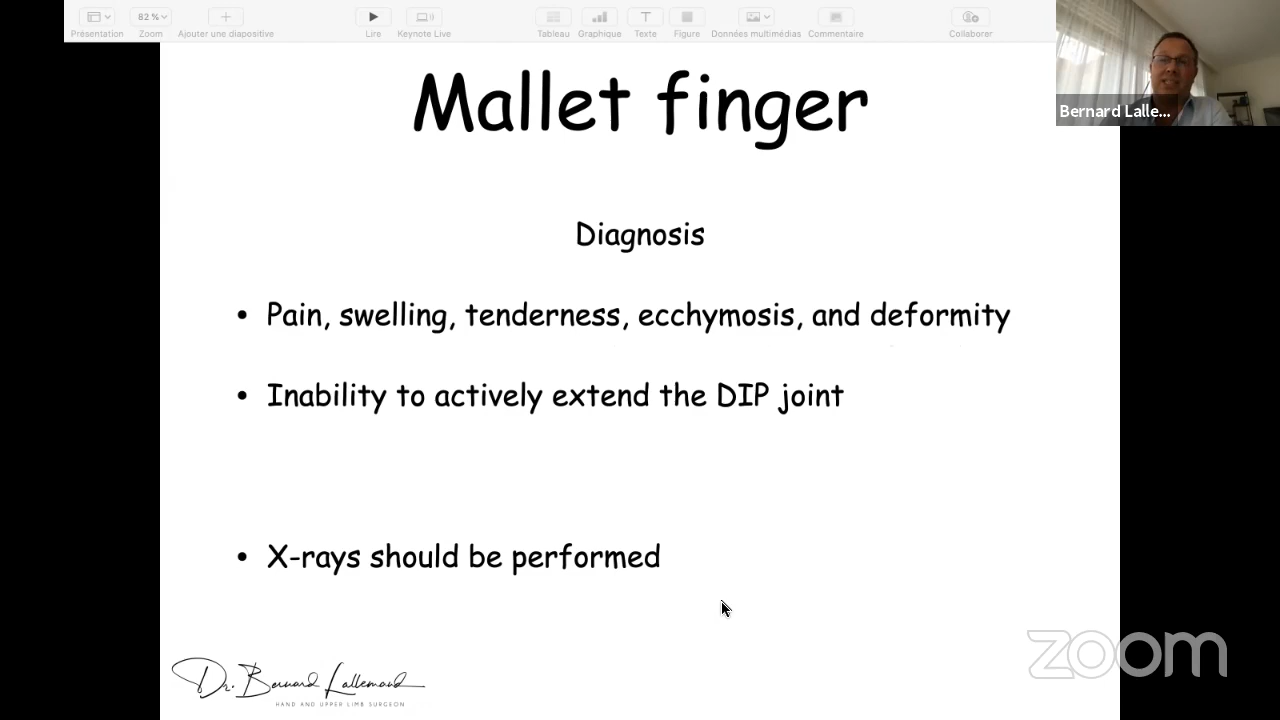 82 %
Présentation
Zoom
Ajouter une diapositive
Lire
Keynote Live
Tableau
Graphique
Texte
Figure
Données multimédias
Commentaire
Collaborer
Bernard Lalle...
Mallet finger
Diagnosis
• Pain, swelling, tenderness, ecchymosis, and deformity
• Inability to actively extend the DIP joint
• X-rays should be performed
Dr. Bernard Lallemand
HAND AND UPPER LIMB SURGEON
zoom